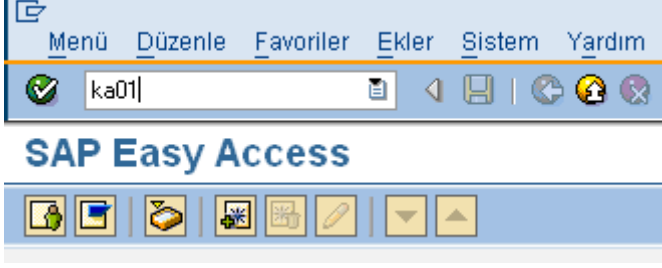 Menü Düzenle Favoriler Ekler Sistem Yardım
ka01
SAP Easy Access